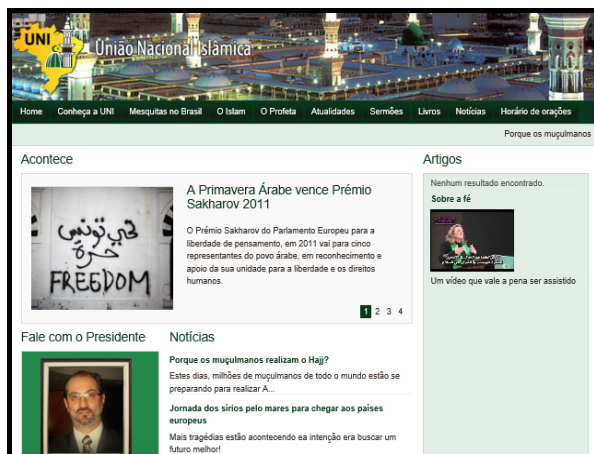 UNI
União Nacional Islâmica
Home Conheça a UNI Mesquitas no Brasil O Islam O Profeta Atualidades Sermões Livros Notícias Horário de orações
Porque os muçulmanos
Acontece
تحيى تونس
حرة
FREEDOM
A Primavera Árabe vence Prémio
Sakharov 2011
O Prémio Sakharov do Parlamento Europeu para a
liberdade de pensamento, em 2011 vai para cinco
representantes do povo árabe, em reconhecimento e
apoio da sua unidade para a liberdade e os direitos
humanos.
1 2 3 4
Artigos
Nenhum resultado encontrado.
Sobre a fé
Um vídeo que vale a pena ser assistido
Fale com o Presidente
Notícias
Porque os muçulmanos realizam o Hajj?
Estes dias, milhões de muçulmanos de todo o mundo estão se
preparando para realizar A...
Jornada dos sírios pelo mares para chegar aos países
europeus
Mais tragédias estão acontecendo ea intenção era buscar um
futuro melhor!